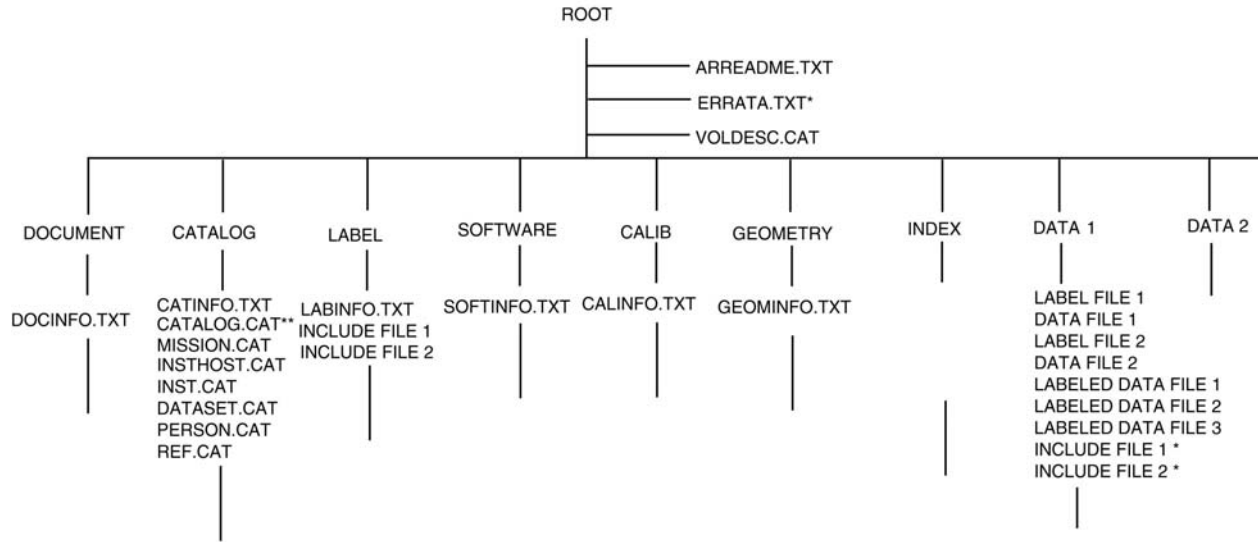 ROOT
ARREADME.TXT
ERRATA.TXT*
VOLDESC.CAT
DOCUMENT
DOCINFO.TXT
CATALOG
CATINFO.TXT
CATALOG.CAT**
MISSION.CAT
INSTHOST.CAT
INST.CAT
DATASET.CAT
PERSON.CAT
REF.CAT
LABEL
LABINFO.TXT
INCLUDE FILE 1
INCLUDE FILE 2
SOFTWARE
SOFTINFO.TXT
CALIB
CALINFO.TXT
GEOMETRY
GEOMINFO.TXT
INDEX
DATA 1
LABEL FILE 1
DATA FILE 1
LABEL FILE 2
DATA FILE 2
LABELED DATA FILE 1
LABELED DATA FILE 2
LABELED DATA FILE 3
INCLUDE FILE 1 *
INCLUDE FILE 2 *
DATA 2